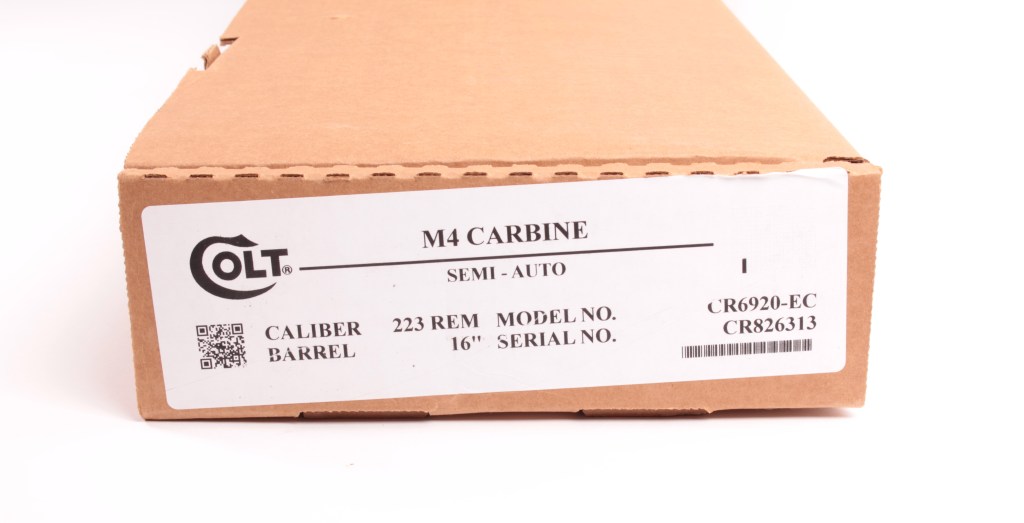 M4 CARBINE
COLT®
SEMI - AUTO
I
CALIBER 223 REM MODEL NO. CR6920-EC
BARREL 16" SERIAL NO. CR826313